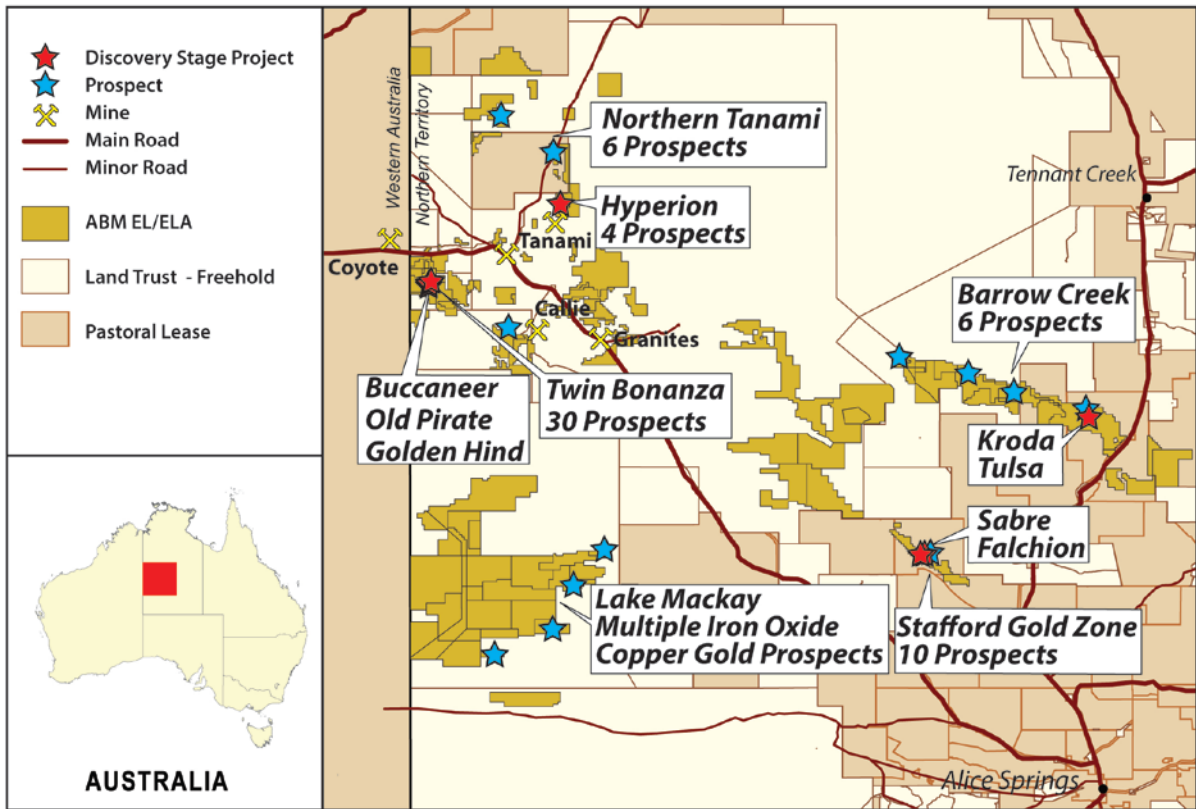 Discovery Stage Project
Prospect
Mine
Main Road
Minor Road
ABM EL/ELA
Land Trust - Freehold
Pastoral Lease
AUSTRALIA
Western Australia
Northern Territory
Northern Tanami
6 Prospects
Hyperion
4 Prospects
Tennant Creek
Tanami
Coyote
Callie
Granites
Barrow Creek
6 Prospects
Buccaneer
Old Pirate
Golden Hind
Twin Bonanza
30 Prospects
Kroda
Tulsa
Sabre
Falchion
Lake Mackay
Multiple Iron Oxide
Copper Gold Prospects
Stafford Gold Zone
10 Prospects
Alice Springs